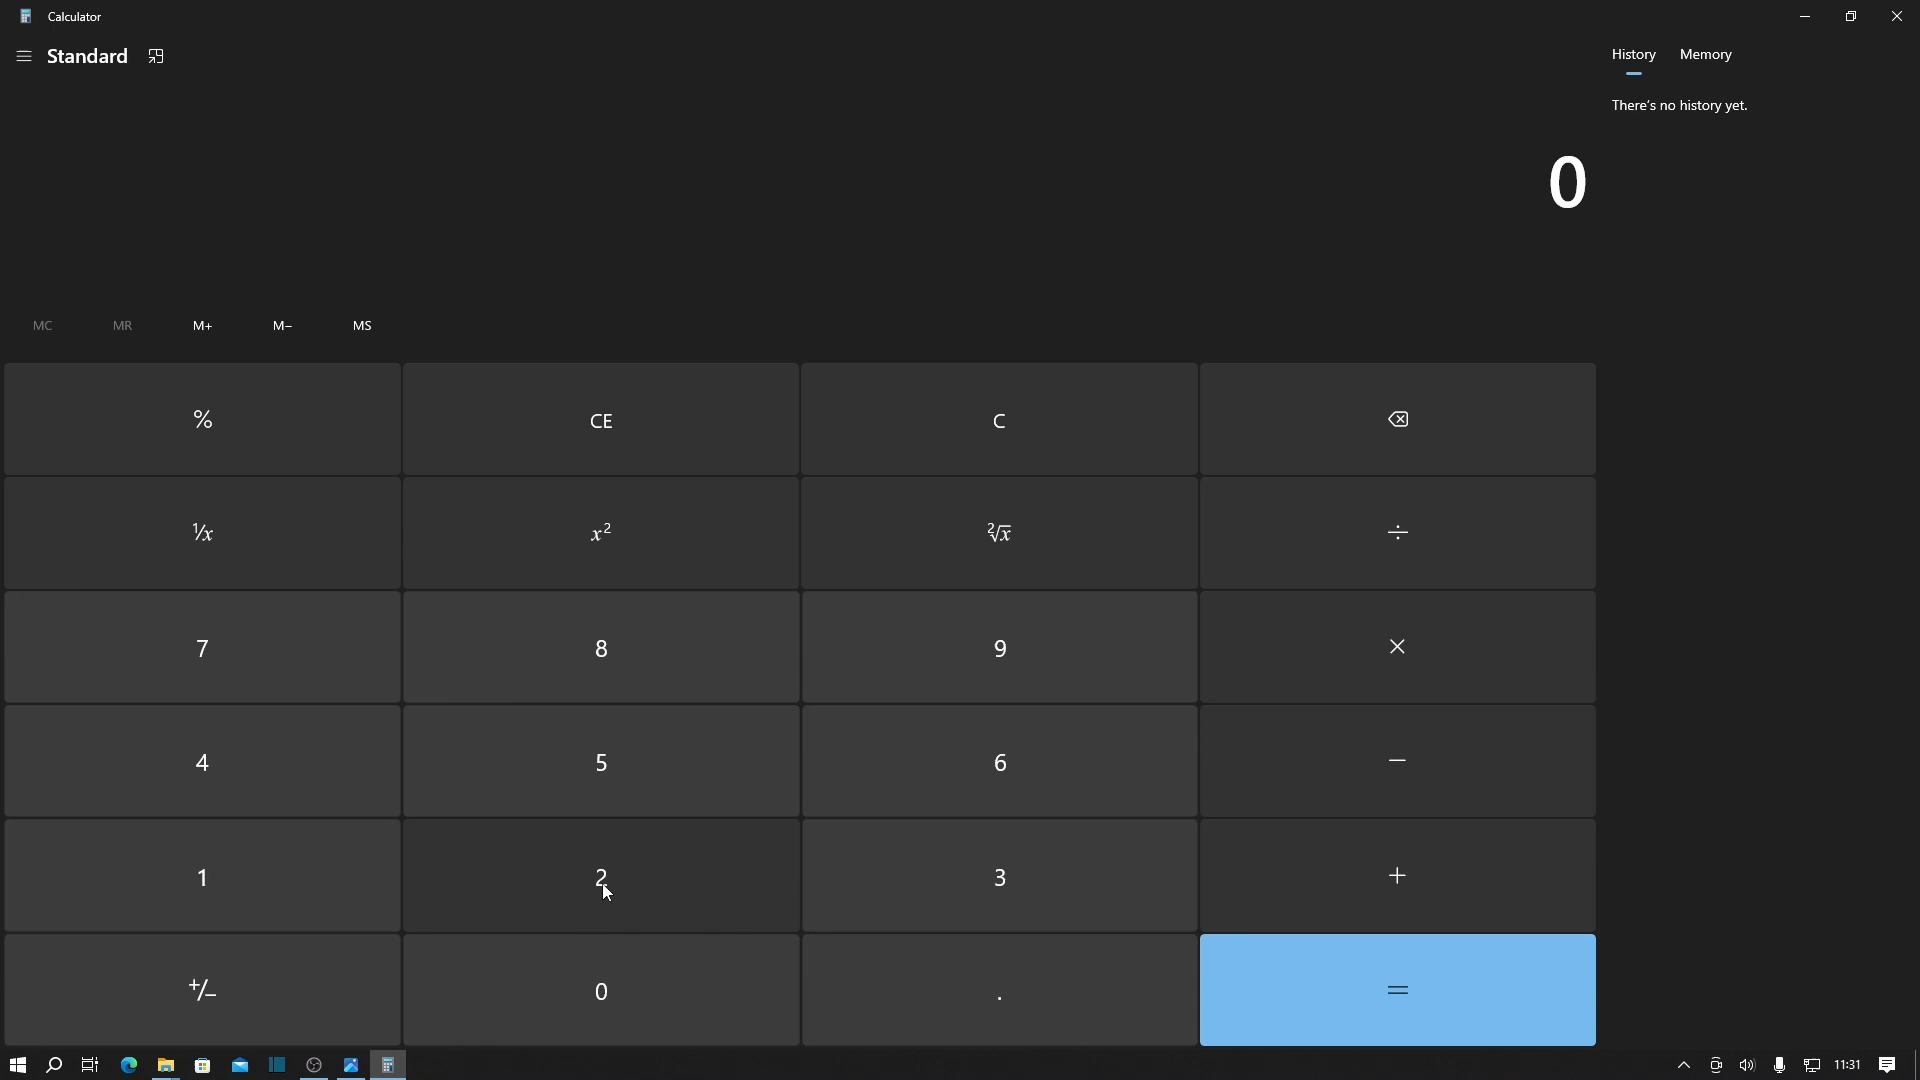 Calculator
Standard
History Memory
There's no history yet.
0
MC MR M+ M− MS
% CE C
¹⁄x x² ²√x ÷
7 8 9 ×
4 5 6 −
1 2 3 +
+/− 0 . =
11:31